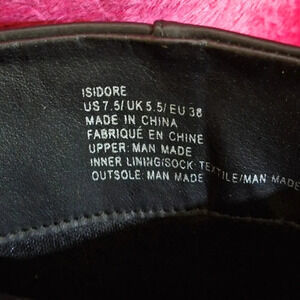 ISIDORE
US 7.5/ UK 5.5/ EU 38
MADE IN CHINA
FABRIQUÉ EN CHINE
UPPER: MAN MADE
INNER LINING/SOCK: TEXTILE/MAN MADE
OUTSOLE: MAN MADE